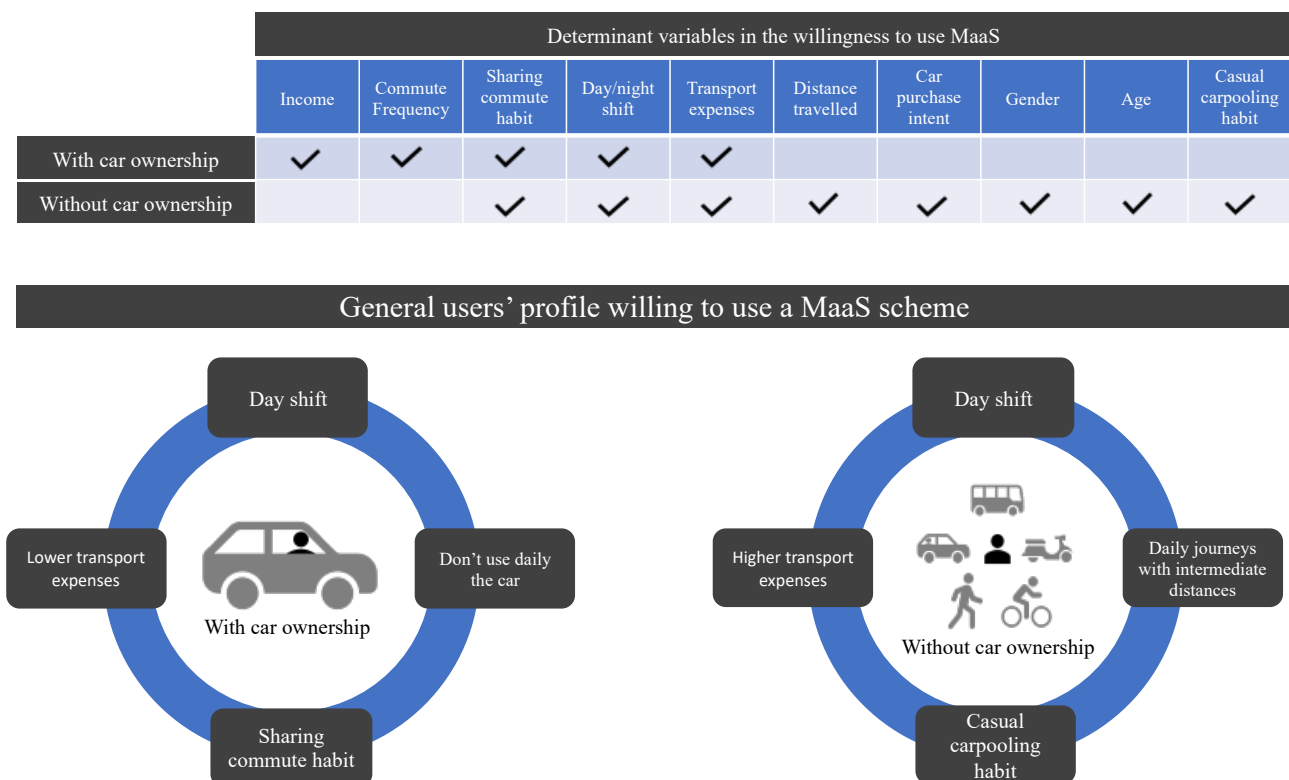 Determinant variables in the willingness to use MaaS
Income
Commute
Frequency
Sharing
commute
habit
Day/night
shift
Transport
expenses
Distance
travelled
Car
purchase
intent
Gender
Age
Casual
carpooling
habit
With car ownership
Without car ownership
General users’ profile willing to use a MaaS scheme
Day shift
Lower transport
expenses
Don’t use daily
the car
With car ownership
Sharing
commute habit
Day shift
Higher transport
expenses
Daily journeys
with intermediate
distances
Without car ownership
Casual
carpooling
habit